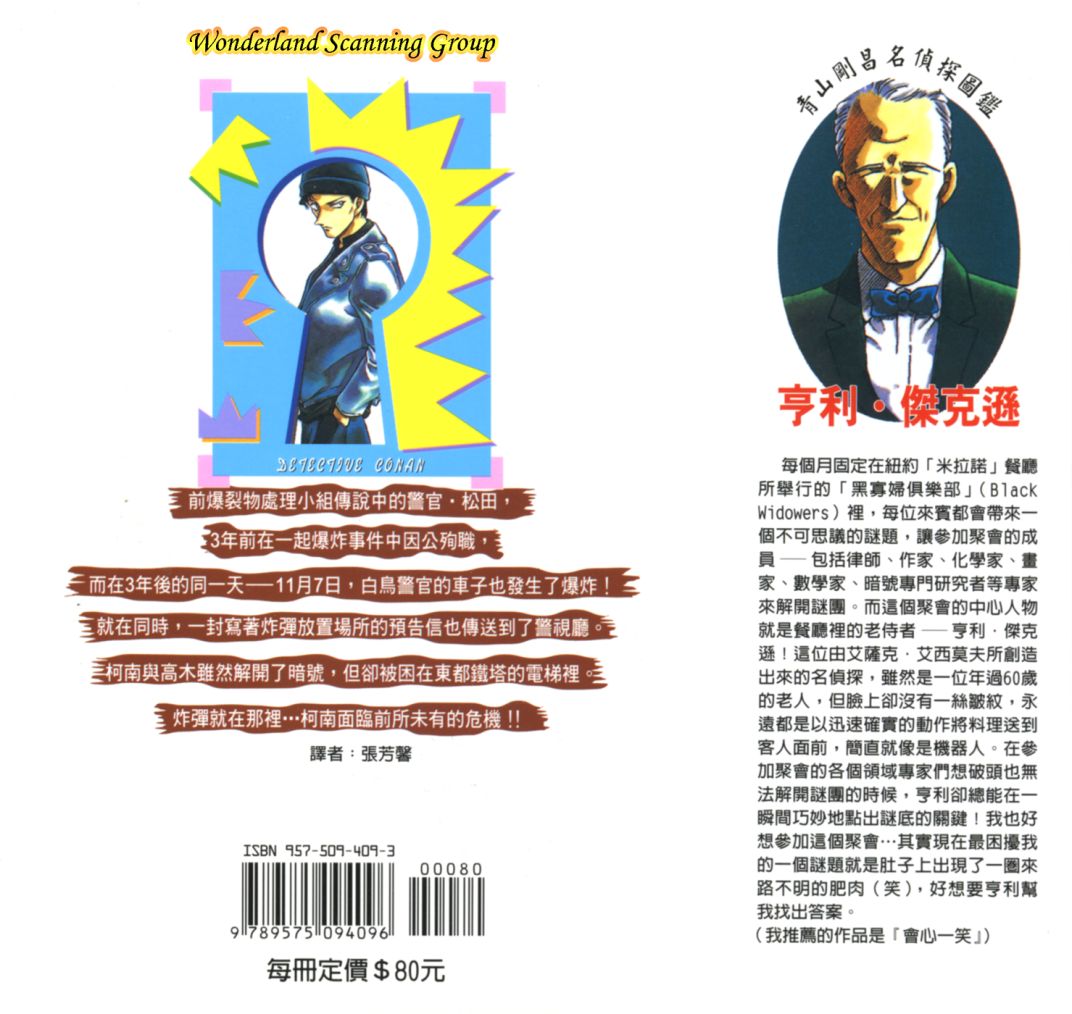 Wonderland Scanning Group
DETECTIVE CONAN
前爆裂物處理小組傳說中的警官・松田，
3年前在一起爆炸事件中因公殉職，
而在3年後的同一天──11月7日，白鳥警官的車子也發生了爆炸！
就在同時，一封寫著炸彈放置場所的預告信也傳送到了警視廳。
柯南與高木雖然解開了暗號，但卻被困在東都鐵塔的電梯裡。
炸彈就在那裡…柯南面臨前所未有的危機!!
譯者：張芳馨
ISBN 957-509-409-3
00080
9 789575 094096
每冊定價＄80元
青山剛昌名偵探圖鑑
亨利・傑克遜
每個月固定在紐約「米拉諾」餐廳
所舉行的「黑寡婦俱樂部」(Black
Widowers) 裡，每位來賓都會帶來一
個不可思議的謎題，讓參加聚會的成
員──包括律師、作家、化學家、畫
家、數學家、暗號專門研究者等專家
來解開謎團。而這個聚會的中心人物
就是餐廳裡的老侍者──亨利・傑克
遜！這位由艾薩克・艾西莫夫所創造
出來的名偵探，雖然是一位年過60歲
的老人，但臉上卻沒有一絲皺紋，永
遠都是以迅速確實的動作將料理送到
客人面前，簡直就像是機器人。在參
加聚會的各個領域專家們想破頭也無
法解開謎團的時候，亨利卻總能在一
瞬間巧妙地點出謎底的關鍵！我也好
想參加這個聚會…其實現在最困擾我
的一個謎題就是肚子上出現了一圈來
路不明的肥肉（笑），好想要亨利幫
我找出答案。
（我推薦的作品是『會心一笑』）